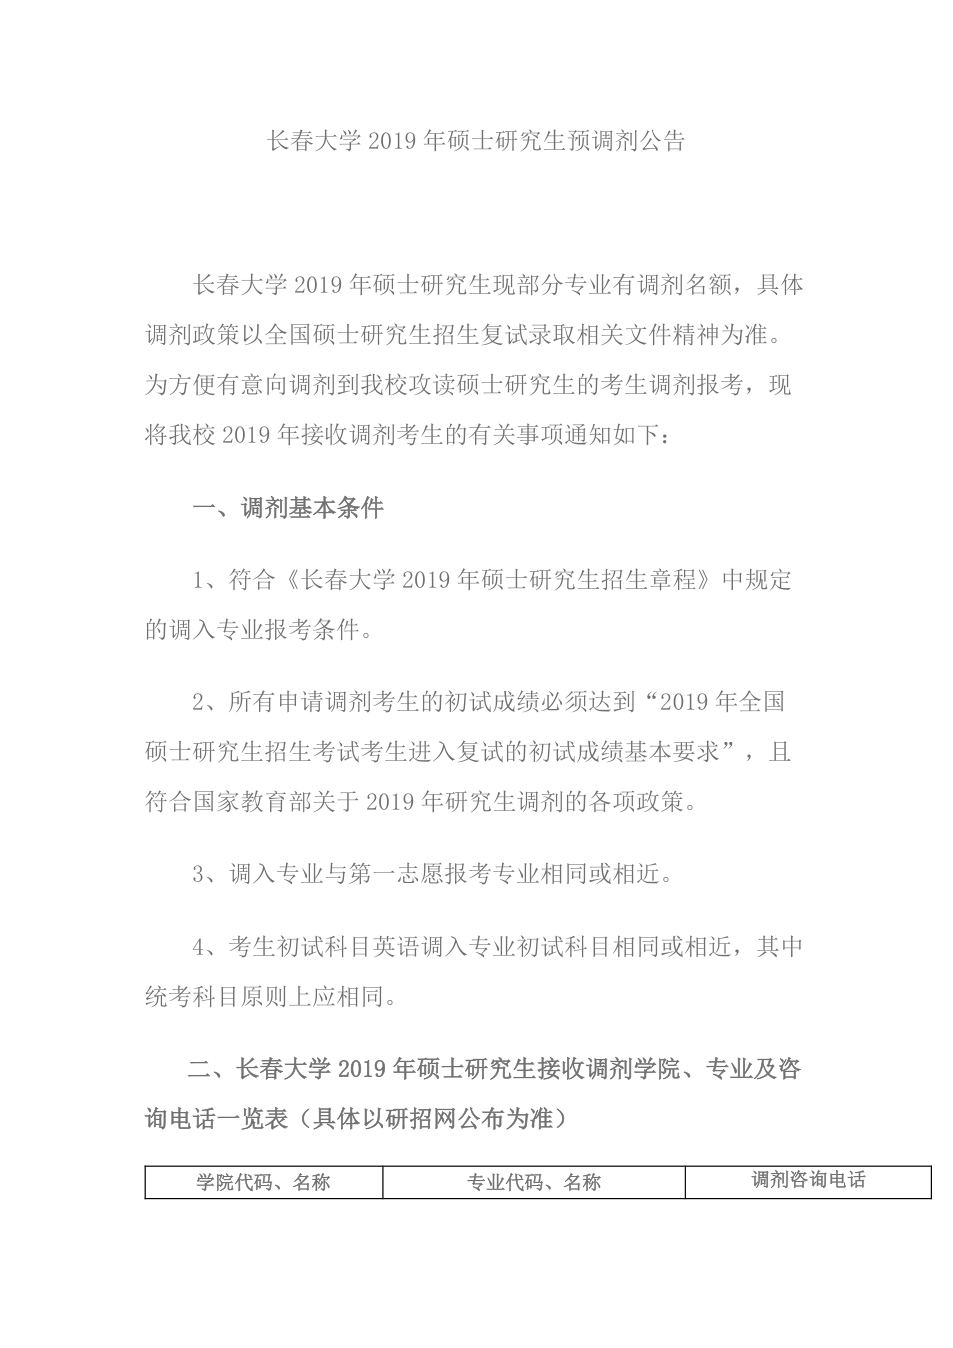 长春大学 2019 年硕士研究生预调剂公告
长春大学 2019 年硕士研究生现部分专业有调剂名额，具体
调剂政策以全国硕士研究生招生复试录取相关文件精神为准。
为方便有意向调剂到我校攻读硕士研究生的考生调剂报考，现
将我校 2019 年接收调剂考生的有关事项通知如下：
一、调剂基本条件
1、符合《长春大学 2019 年硕士研究生招生章程》中规定
的调入专业报考条件。
2、所有申请调剂考生的初试成绩必须达到“2019 年全国
硕士研究生招生考试考生进入复试的初试成绩基本要求”，且
符合国家教育部关于 2019 年研究生调剂的各项政策。
3、调入专业与第一志愿报考专业相同或相近。
4、考生初试科目英语调入专业初试科目相同或相近，其中
统考科目原则上应相同。
二、长春大学 2019 年硕士研究生接收调剂学院、专业及咨
询电话一览表（具体以研招网公布为准）
学院代码、名称 专业代码、名称 调剂咨询电话